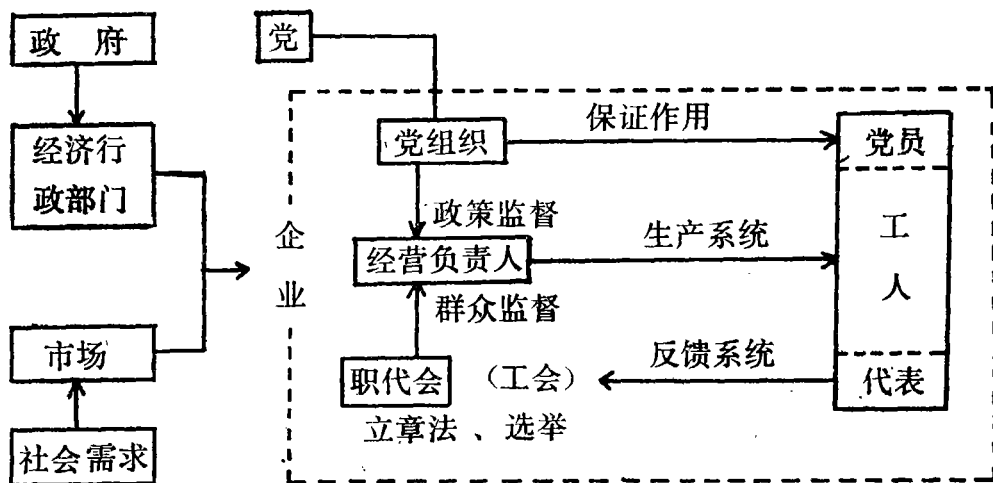 政 府
党
保证作用
经济行
政部门
党组织
党员
政策监督
生产系统
工
人
企
业
经营负责人
群众监督
市场
反馈系统
职代会 （工会）
代表
立章法 、选举
社会需求